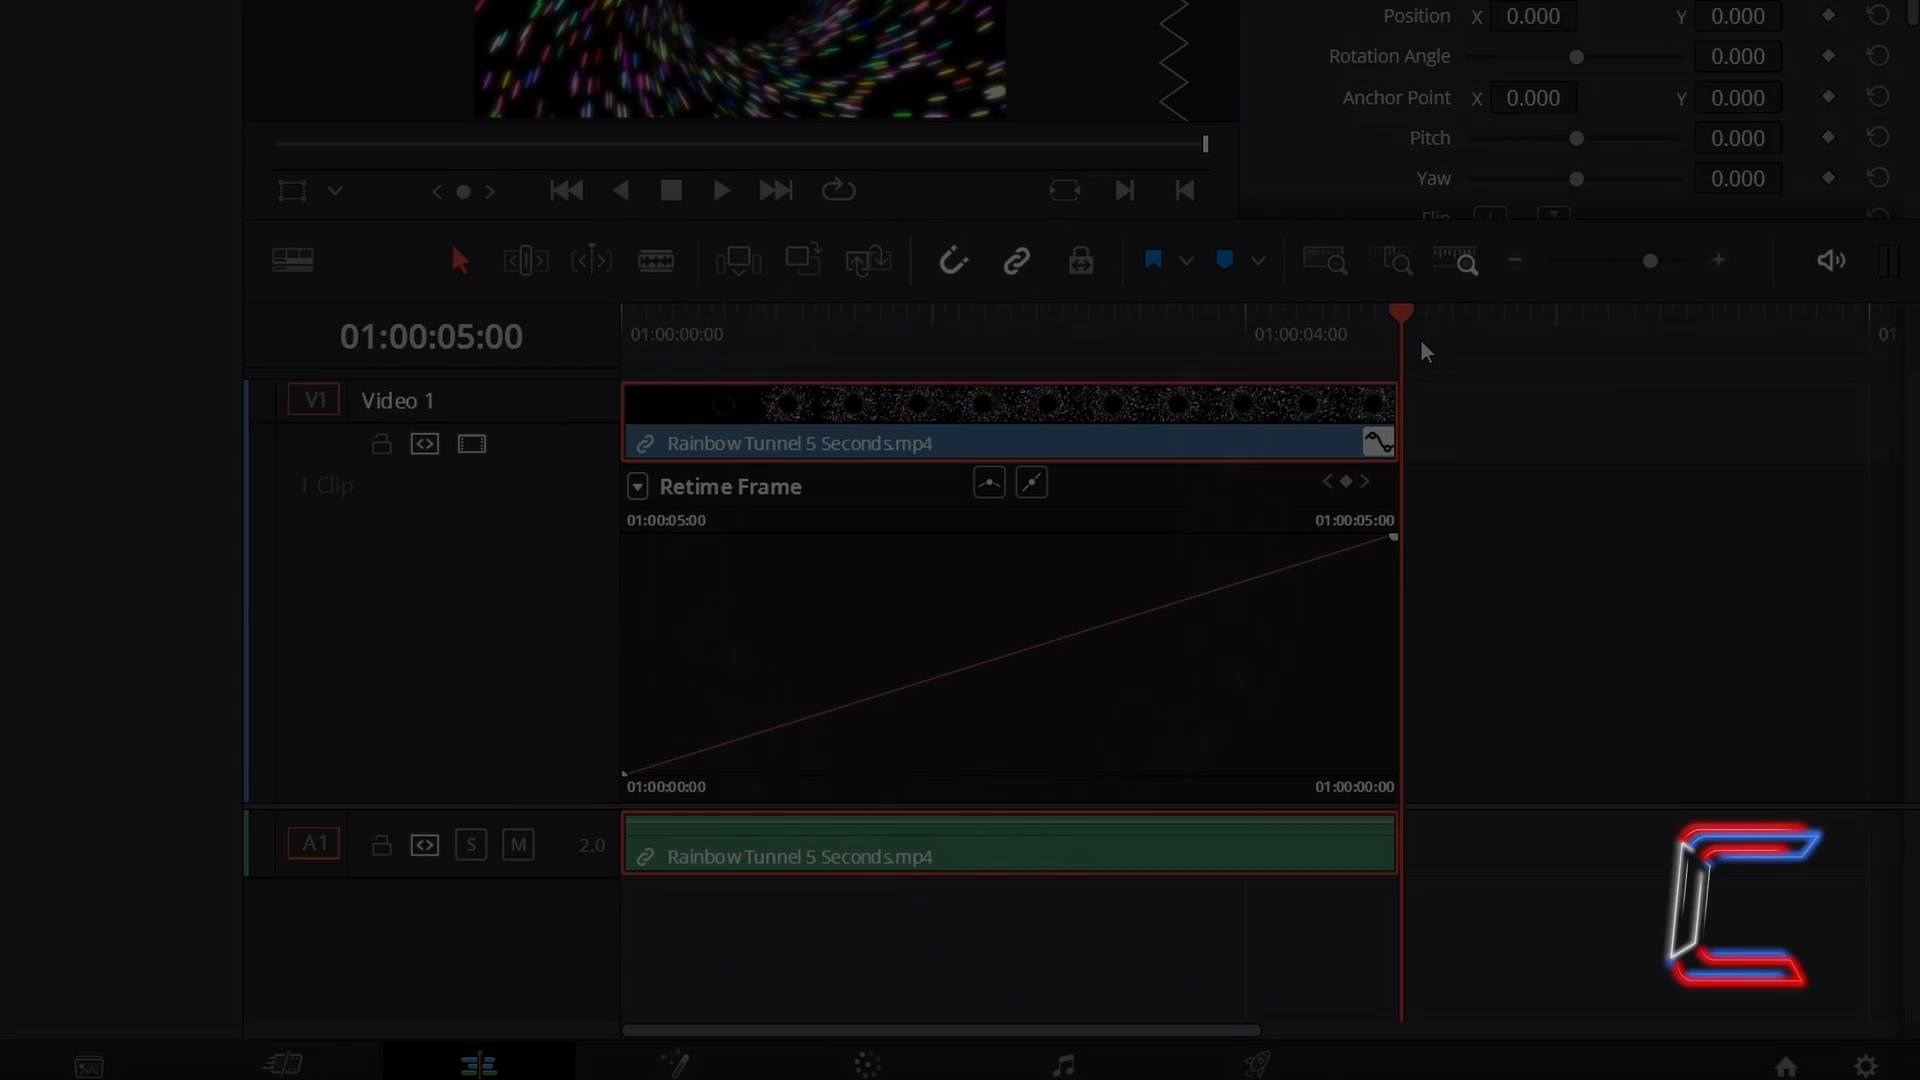 Position X 0.000 Y 0.000
Rotation Angle 0.000
Anchor Point X 0.000 Y 0.000
Pitch 0.000
Yaw 0.000
Flip
01:00:05:00
01:00:00:00
01:00:04:00
01:
V1 Video 1
Rainbow Tunnel 5 Seconds.mp4
1 Clip
Retime Frame
01:00:05:00
01:00:05:00
01:00:00:00
01:00:00:00
A1 S M 2.0
Rainbow Tunnel 5 Seconds.mp4